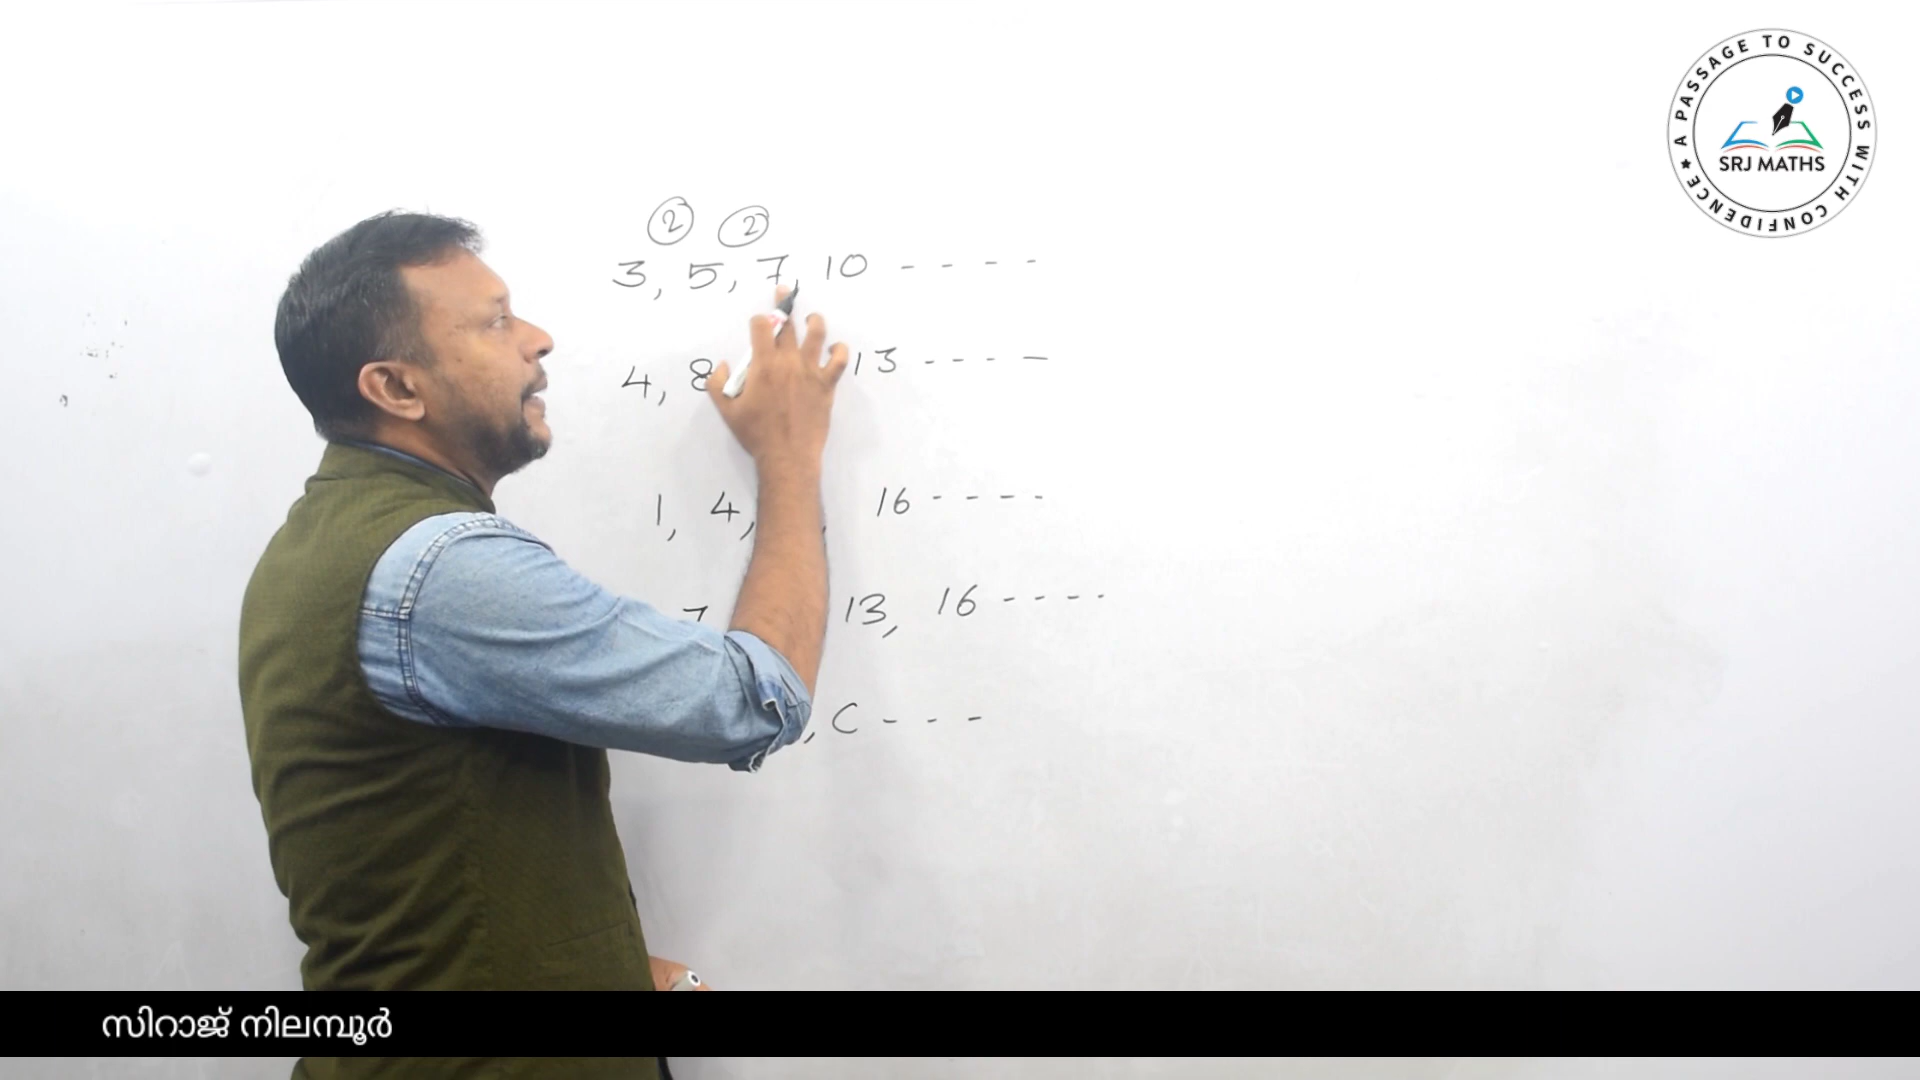 A PASSAGE TO SUCCESS WITH CONFIDENCE
SRJ MATHS
2 2
3, 5, 7, 10 - - - -
4, 8 13 - - - -
1, 4, , 16 - - - -
7 13, 16 - - - -
, C - - -
സിറാജ് നിലമ്പൂർ